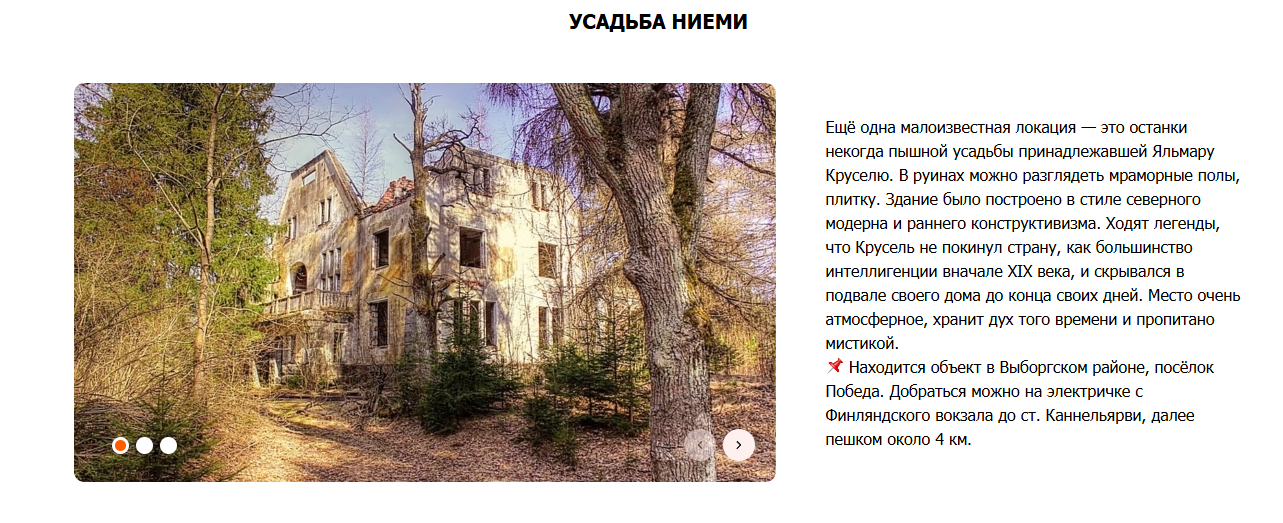 УСАДЬБА НИЕМИ
Ещё одна малоизвестная локация — это останки
некогда пышной усадьбы принадлежавшей Яльмару
Круселю. В руинах можно разглядеть мраморные полы,
плитку. Здание было построено в стиле северного
модерна и раннего конструктивизма. Ходят легенды,
что Крусель не покинул страну, как большинство
интеллигенции вначале XIX века, и скрывался в
подвале своего дома до конца своих дней. Место очень
атмосферное, хранит дух того времени и пропитано
мистикой.
📌 Находится объект в Выборгском районе, посёлок
Победа. Добраться можно на электричке с
Финляндского вокзала до ст. Каннельярви, далее
пешком около 4 км.